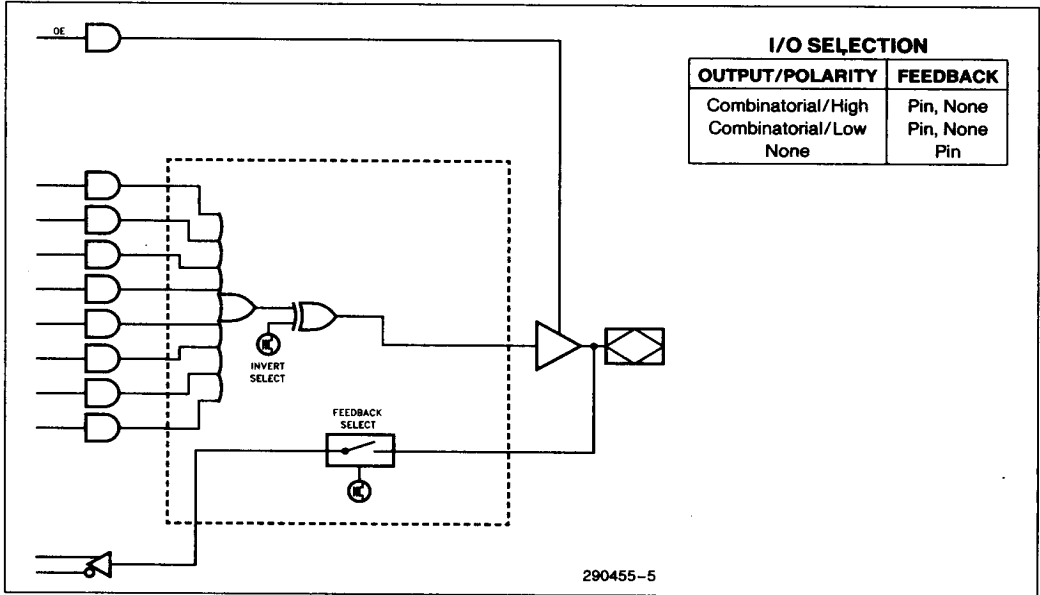 OE
I/O SELECTION
OUTPUT/POLARITY FEEDBACK
Combinatorial/High Pin, None
Combinatorial/Low Pin, None
None Pin
INVERT
SELECT
FEEDBACK
SELECT
290455-5